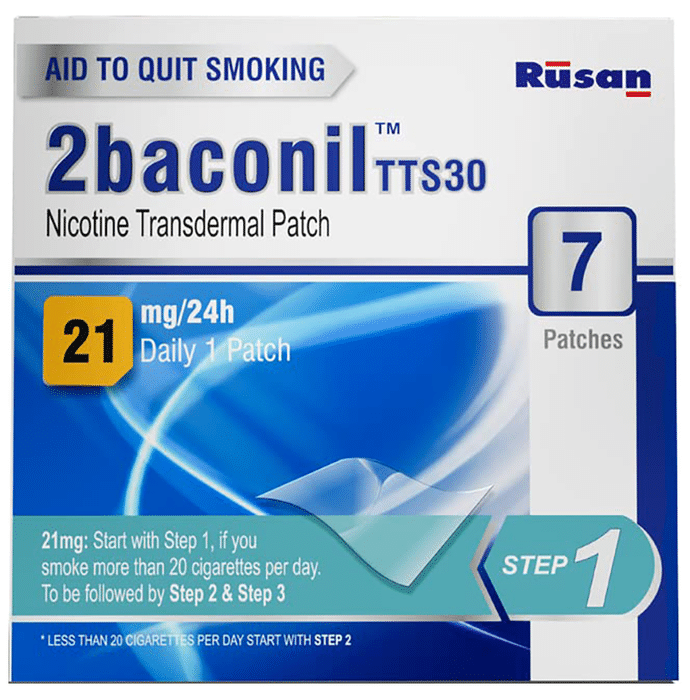 AID TO QUIT SMOKING
Rusan
2baconil™ TTS30
Nicotine Transdermal Patch
7
Patches
21 mg/24h
Daily 1 Patch
21mg: Start with Step 1, if you
smoke more than 20 cigarettes per day.
To be followed by Step 2 & Step 3
STEP 1
* LESS THAN 20 CIGARETTES PER DAY START WITH STEP 2